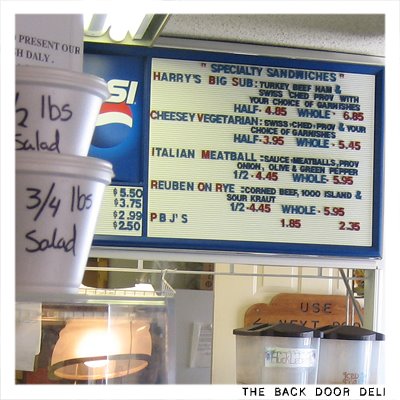 PRESENT OUR
SH DALY.
SI
1/2 lbs
Salad
3/4 lbs
Salad
$5.50
$3.75
$2.99
$2.50
" SPECIALTY SANDWICHES "
HARRY'S BIG SUB: TURKEY, BEEF HAM &
SWISS CHED PROV WITH
YOUR CHOICE OF GARNISHES
HALF- 4.85 WHOLE - 6.85
CHEESEY VEGETARIAN: SWISS-CHED-PROV & YOUR
CHOICE OF GARNISHES
HALF-3.95 WHOLE - 5.45
ITALIAN MEATBALL: SAUCE-MEATBALLS, PROV
ONION, OLIVE & GREEN PEPPER
1/2 - 4.45 WHOLE - 5.95
REUBEN ON RYE: CORNED BEEF, 1000 ISLAND &
SOUR KRAUT
1/2-4.45 WHOLE - 5.95
P B J'S 1.85 2.35
USE
NEXT DOOR
THE BACK DOOR DELI